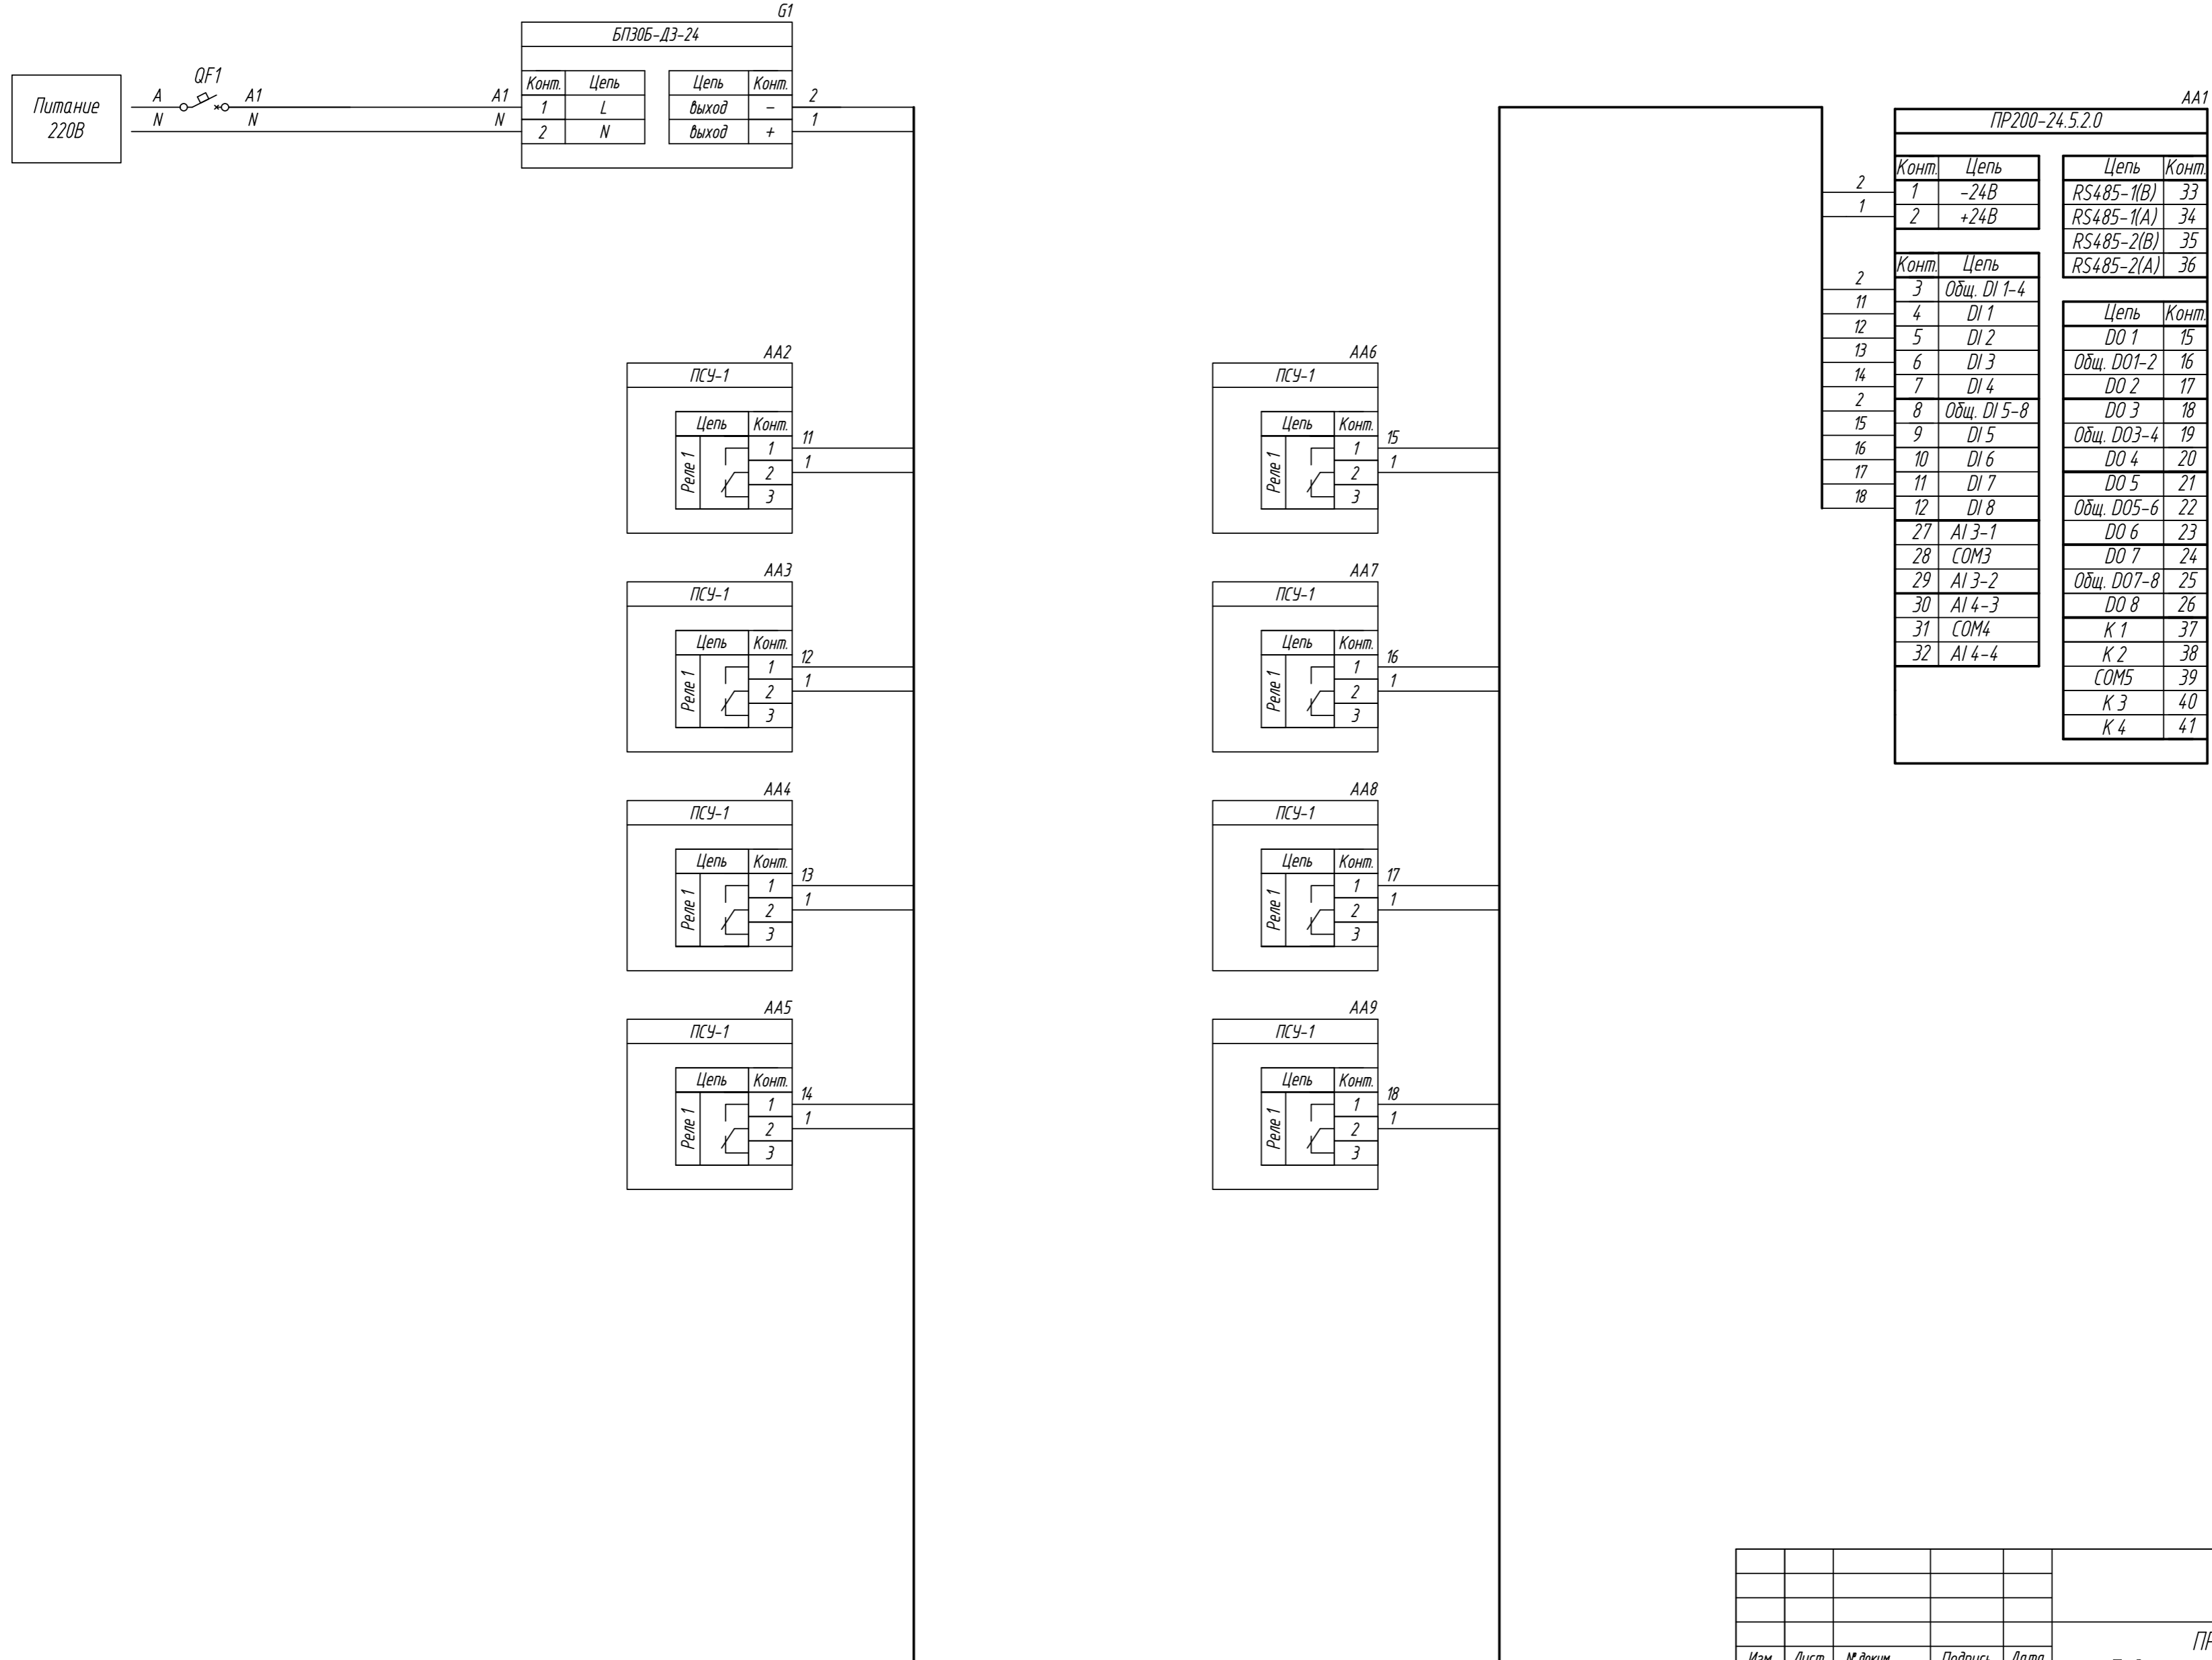 G1
БП30Б-Д3-24
Конт. Цепь Цепь Конт.
1 L выход –
2 N выход +
Питание
220В
A QF1 A1 A1 2
N N N 1
AA1
ПР200-24.5.2.0
Конт. Цепь
2 1 -24В
1 2 +24В
Конт. Цепь
2 3 Общ. DI 1-4
11 4 DI 1
12 5 DI 2
13 6 DI 3
14 7 DI 4
2 8 Общ. DI 5-8
15 9 DI 5
16 10 DI 6
17 11 DI 7
18 12 DI 8
27 AI 3-1
28 COM3
29 AI 3-2
30 AI 4-3
31 COM4
32 AI 4-4
Цепь Конт.
RS485-1(B) 33
RS485-1(A) 34
RS485-2(B) 35
RS485-2(A) 36
Цепь Конт.
DO 1 15
Общ. DO1-2 16
DO 2 17
DO 3 18
Общ. DO3-4 19
DO 4 20
DO 5 21
Общ. DO5-6 22
DO 6 23
DO 7 24
Общ. DO7-8 25
DO 8 26
K 1 37
K 2 38
COM5 39
K 3 40
K 4 41
AA2
ПСУ-1
Цепь Конт.
Реле 1
1 11
2 1
3
AA3
ПСУ-1
Цепь Конт.
Реле 1
1 12
2 1
3
AA4
ПСУ-1
Цепь Конт.
Реле 1
1 13
2 1
3
AA5
ПСУ-1
Цепь Конт.
Реле 1
1 14
2 1
3
AA6
ПСУ-1
Цепь Конт.
Реле 1
1 15
2 1
3
AA7
ПСУ-1
Цепь Конт.
Реле 1
1 16
2 1
3
AA8
ПСУ-1
Цепь Конт.
Реле 1
1 17
2 1
3
AA9
ПСУ-1
Цепь Конт.
Реле 1
1 18
2 1
3
Изм. Лист № докум. Подпись Дата